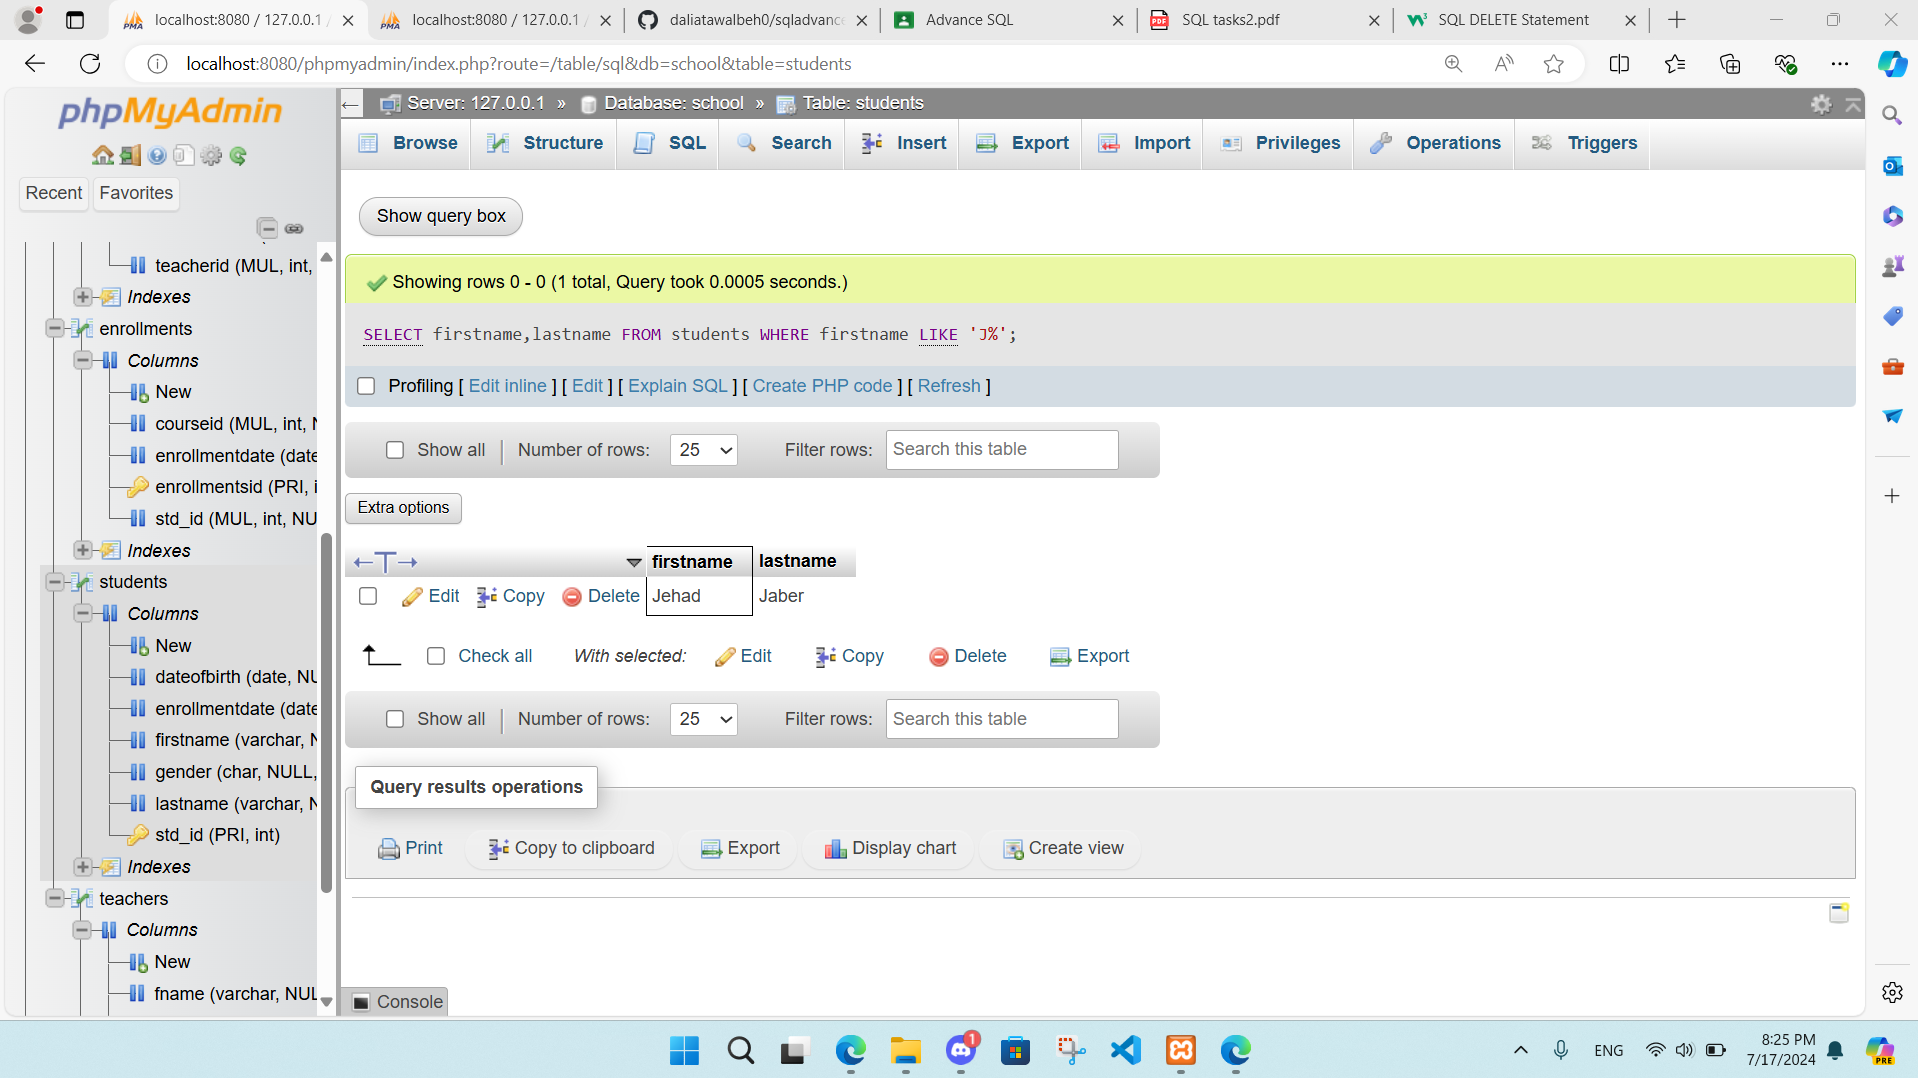 localhost:8080 / 127.0.0.1 /
localhost:8080 / 127.0.0.1 /
daliatawalbeh0/sqladvance
Advance SQL
SQL tasks2.pdf
SQL DELETE Statement
localhost:8080/phpmyadmin/index.php?route=/table/sql&db=school&table=students
phpMyAdmin
Recent
Favorites
teacherid (MUL, int,
Indexes
enrollments
Columns
New
courseid (MUL, int, N
enrollmentdate (date
enrollmentsid (PRI, i
std_id (MUL, int, NU
Indexes
students
Columns
New
dateofbirth (date, NU
enrollmentdate (date
firstname (varchar, N
gender (char, NULL,
lastname (varchar, N
std_id (PRI, int)
Indexes
teachers
Columns
New
fname (varchar, NUL
Server: 127.0.0.1 » Database: school » Table: students
Browse
Structure
SQL
Search
Insert
Export
Import
Privileges
Operations
Triggers
Show query box
Showing rows 0 - 0 (1 total, Query took 0.0005 seconds.)
SELECT firstname,lastname FROM students WHERE firstname LIKE 'J%';
Profiling [ Edit inline ] [ Edit ] [ Explain SQL ] [ Create PHP code ] [ Refresh ]
Show all | Number of rows: 25 Filter rows: Search this table
Extra options
firstname lastname
Edit Copy Delete Jehad Jaber
Check all With selected: Edit Copy Delete Export
Show all | Number of rows: 25 Filter rows: Search this table
Query results operations
Print Copy to clipboard Export Display chart Create view
Console
1
ENG
8:25 PM
7/17/2024
PRE